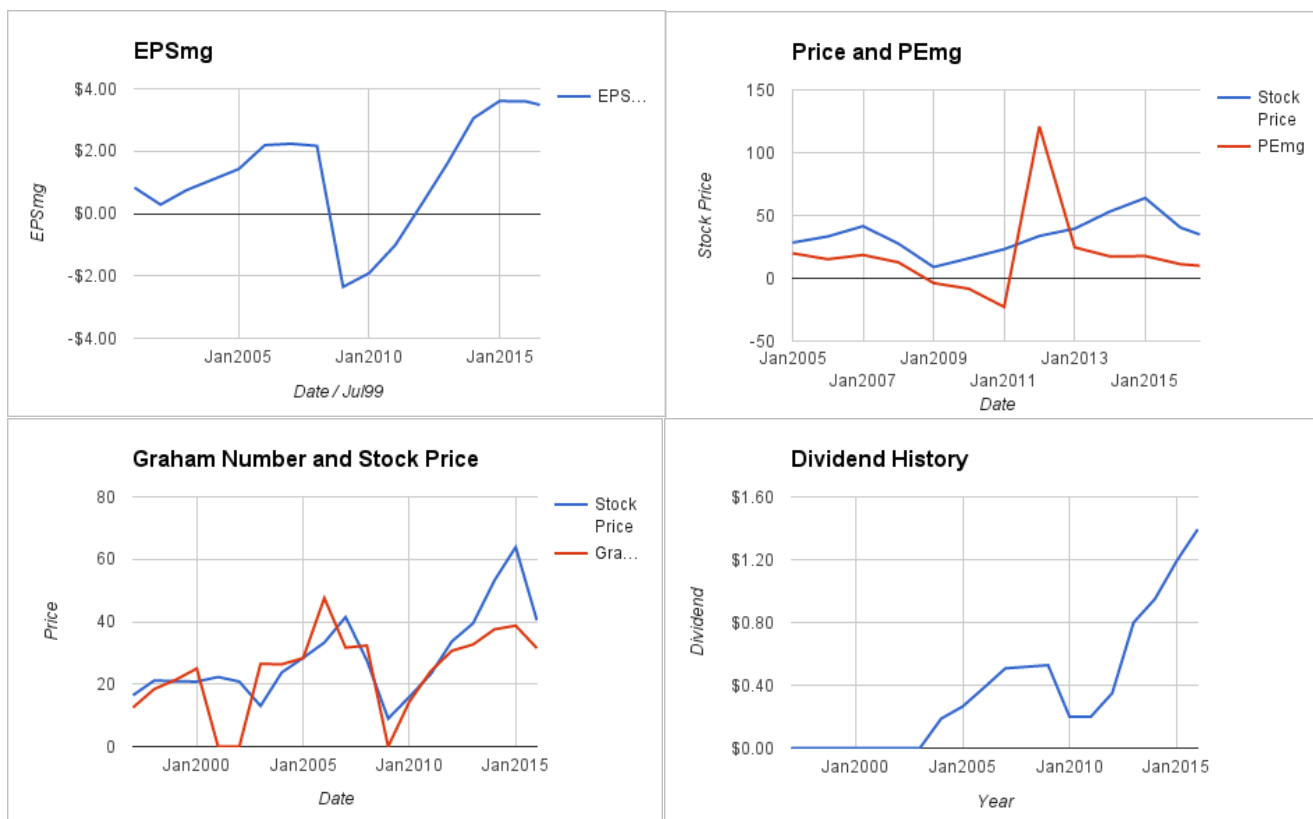 EPSmg
$4.00
$2.00
$0.00
-$2.00
-$4.00
EPSmg
Jan2005
Jan2010
Jan2015
Date / Jul99
EPS...
Price and PEmg
150
100
50
0
-50
Stock Price
Jan2005
Jan2009
Jan2013
Jan2007
Jan2011
Jan2015
Date
Stock
Price
PEmg
Graham Number and Stock Price
80
60
40
20
0
Price
Jan2000
Jan2005
Jan2010
Jan2015
Date
Stock
Price
Gra...
Dividend History
$1.60
$1.20
$0.80
$0.40
$0.00
Dividend
Jan2000
Jan2005
Jan2010
Jan2015
Year